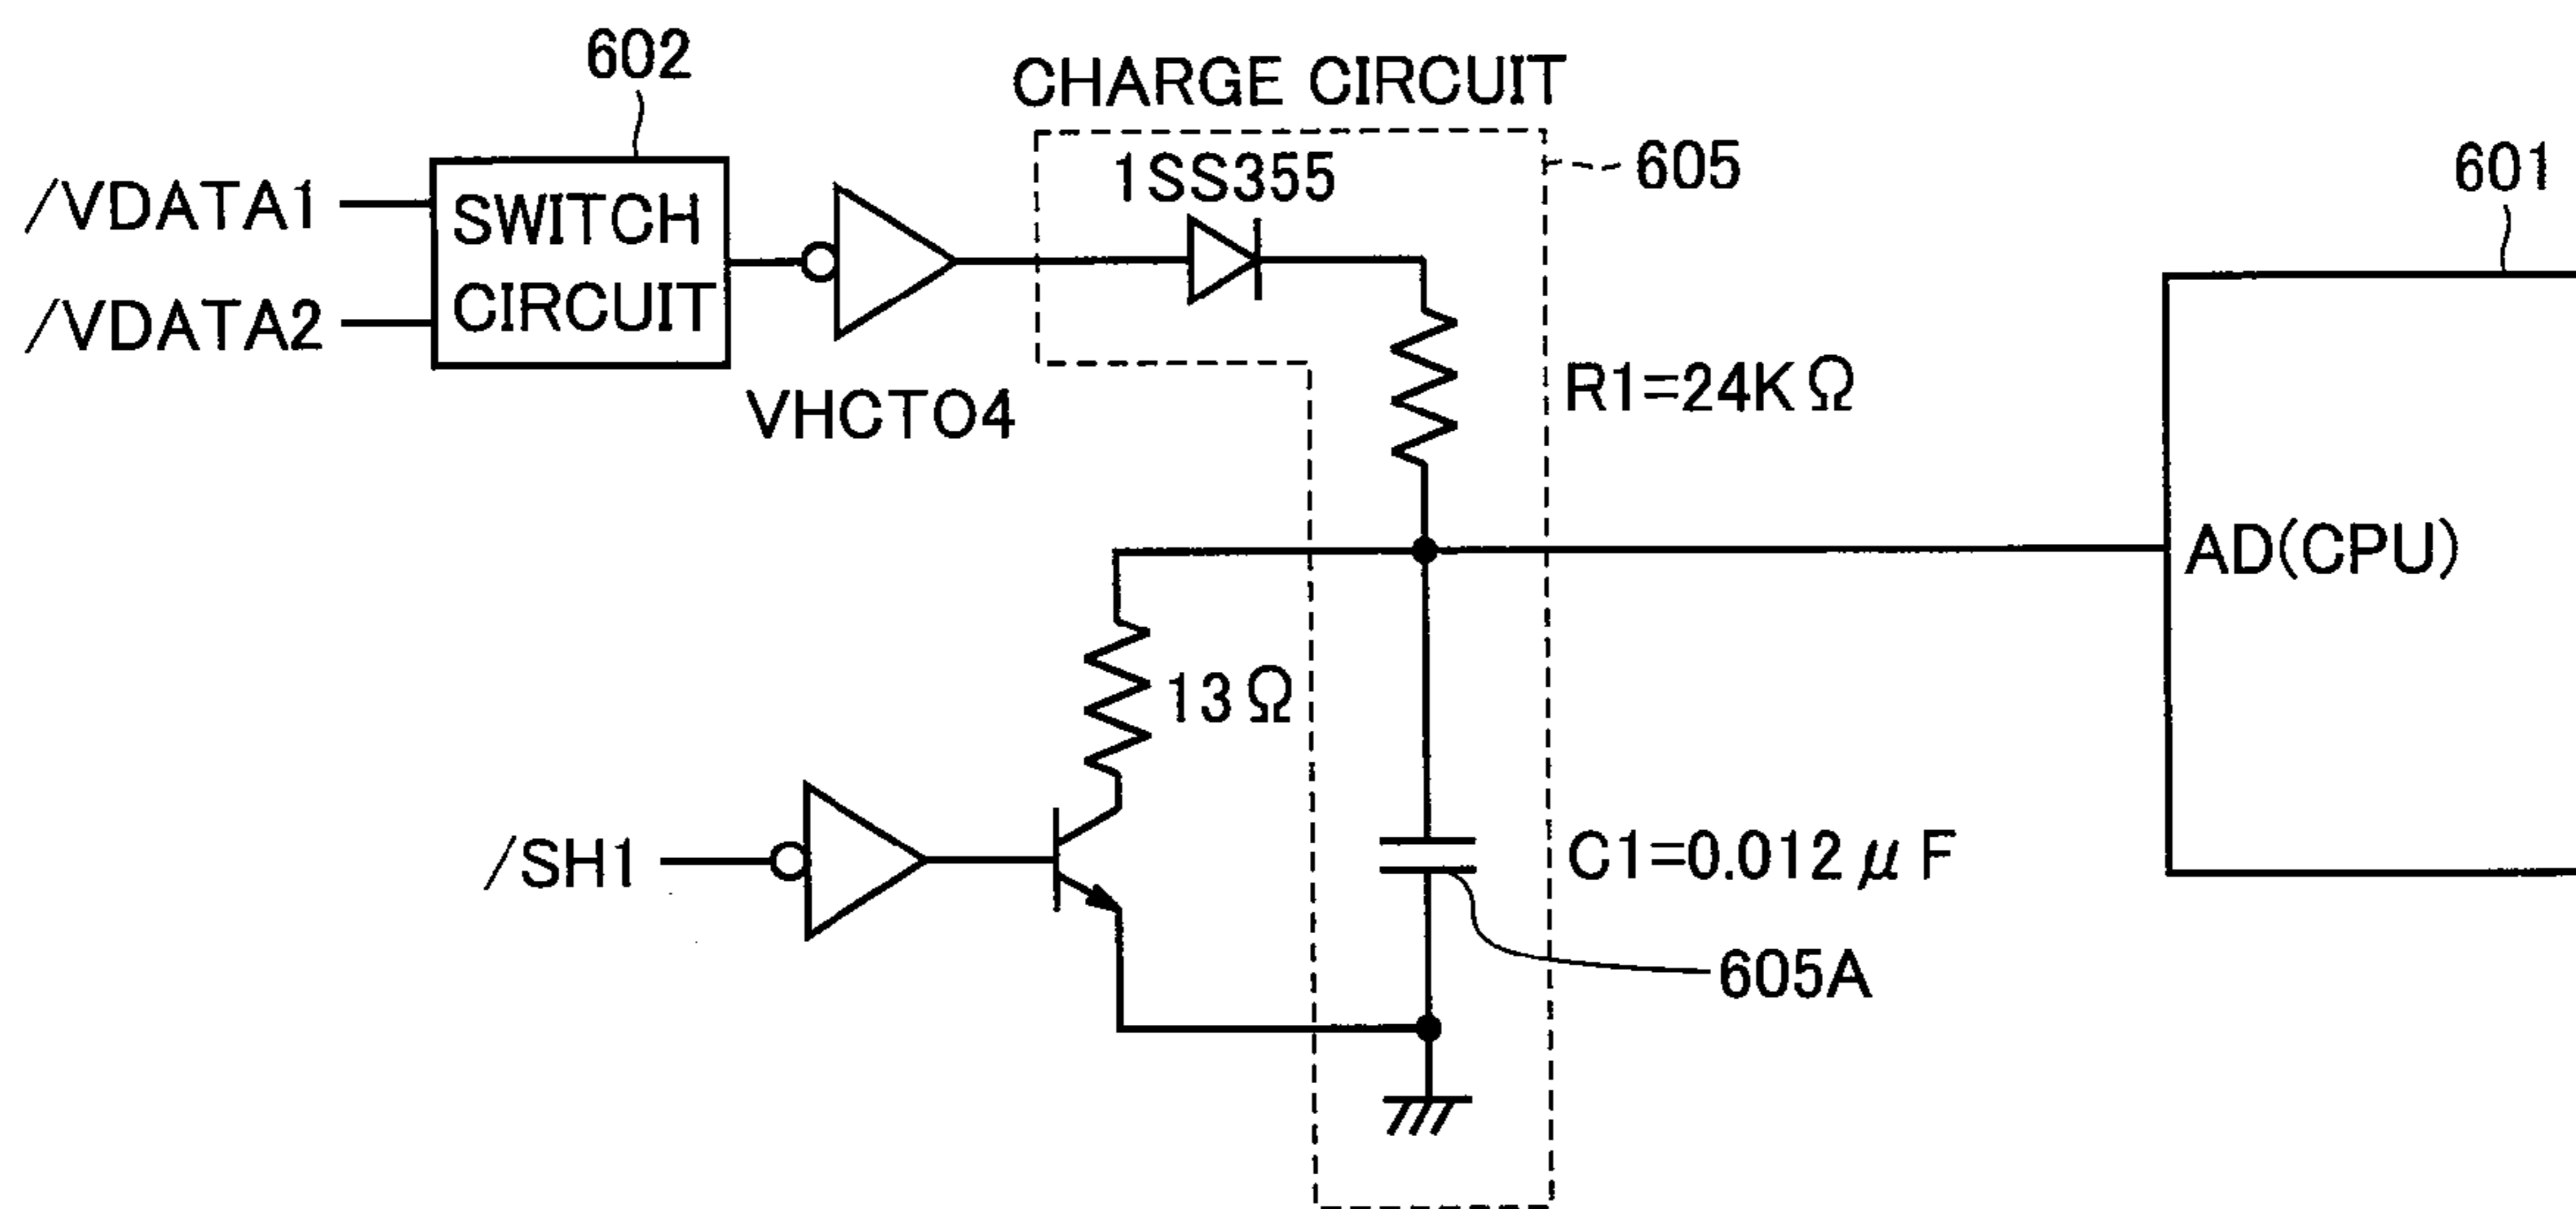 602
CHARGE CIRCUIT
605
601
/VDATA1
/VDATA2
SWITCH
CIRCUIT
1SS355
VHCT04
R1=24KΩ
AD(CPU)
13Ω
/SH1
C1=0.012μF
605A